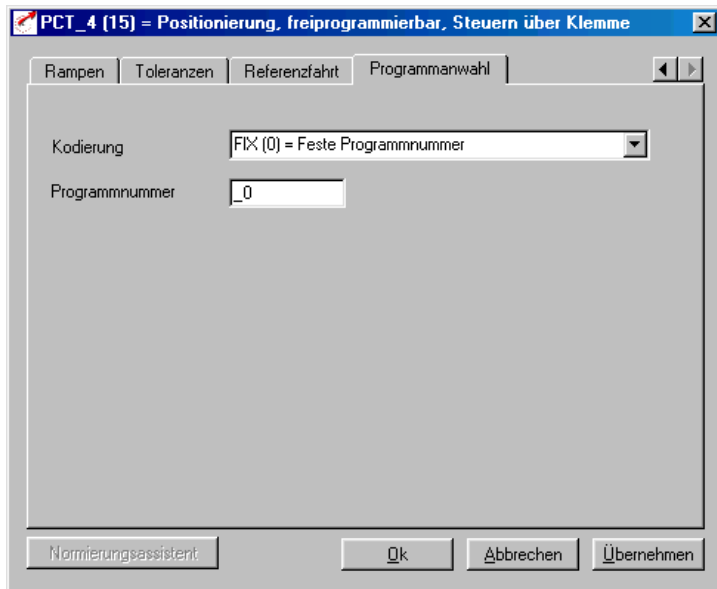 PCT_4 (15) = Positionierung, freiprogrammierbar, Steuern über Klemme
Rampen Toleranzen Referenzfahrt Programmanwahl
Kodierung FIX (0) = Feste Programmnummer
Programmnummer _0
Normierungsassistent Ok Abbrechen Übernehmen